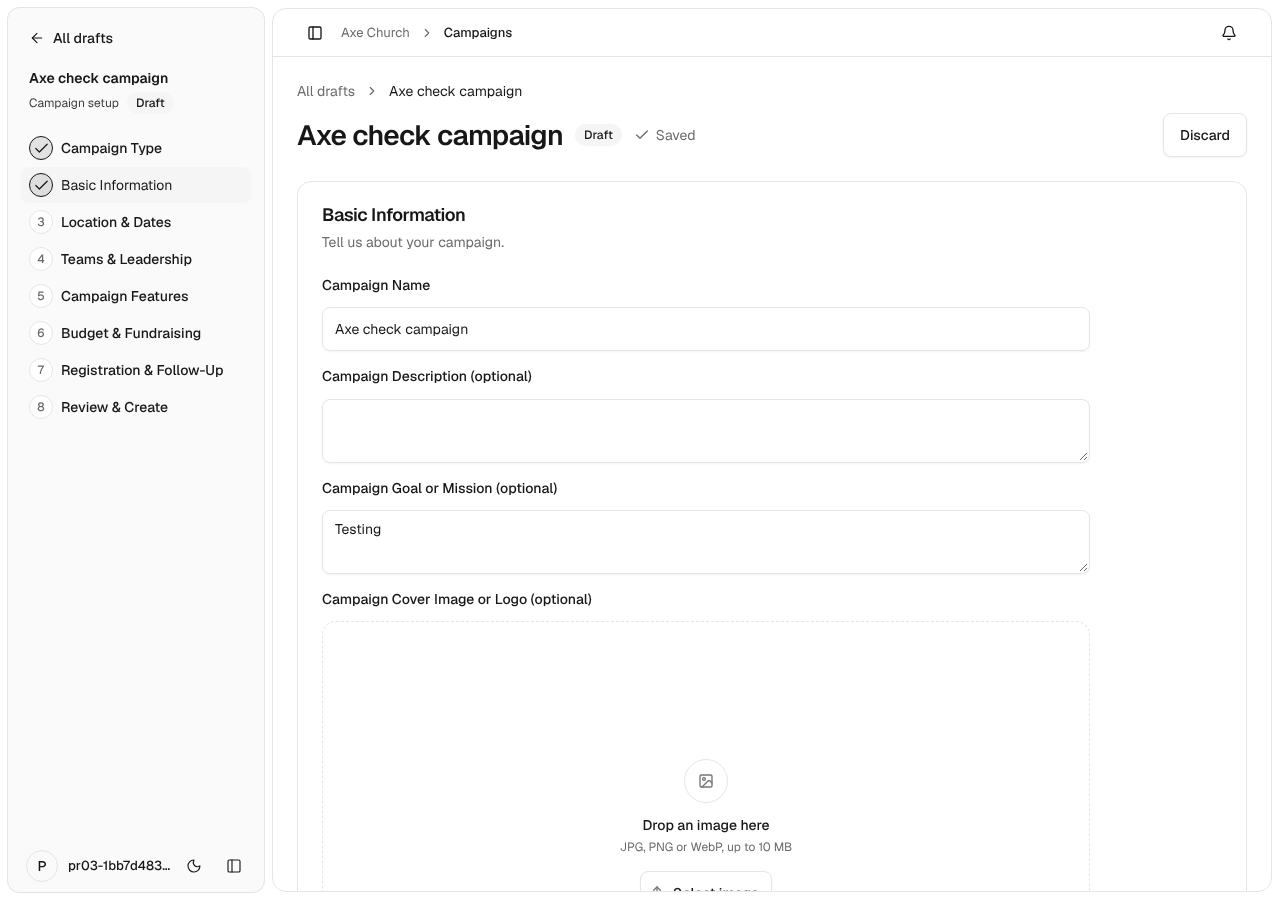 All drafts
Axe check campaign
Campaign setup Draft
Campaign Type
Basic Information
3 Location & Dates
4 Teams & Leadership
5 Campaign Features
6 Budget & Fundraising
7 Registration & Follow-Up
8 Review & Create
P pr03-1bb7d483...
Axe Church > Campaigns
All drafts > Axe check campaign
Axe check campaign Draft Saved
Discard
Basic Information
Tell us about your campaign.
Campaign Name
Axe check campaign
Campaign Description (optional)
Campaign Goal or Mission (optional)
Testing
Campaign Cover Image or Logo (optional)
Drop an image here
JPG, PNG or WebP, up to 10 MB
Select image